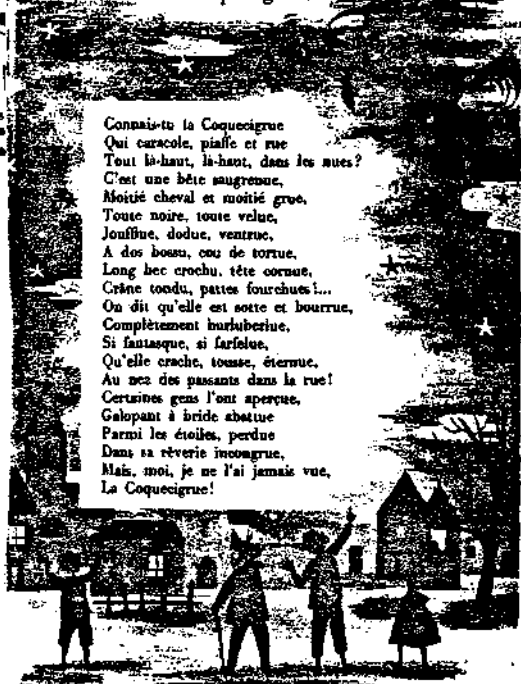 Connais-tu la Coquecigrue
Qui caracole, piaffe et rue
Tout là-haut, là-haut, dans les nues ?
C'est une bête saugrenue,
Moitié cheval et moitié grue,
Toute noire, toute velue,
Joufflue, dodue, ventrue,
A dos bossu, cou de tortue,
Long bec crochu, tête cornue,
Crâne tondu, pattes fourchues !...
On dit qu'elle est sotte et bourrue,
Complètement hurluberlue,
Si fantasque, si farfelue,
Qu'elle crache, tousse, éternue,
Au nez des passants dans la rue !
Certaines gens l'ont aperçue,
Galopant à bride abattue
Parmi les étoiles, perdue
Dans sa rêverie incongrue,
Mais, moi, je ne l'ai jamais vue,
La Coquecigrue !